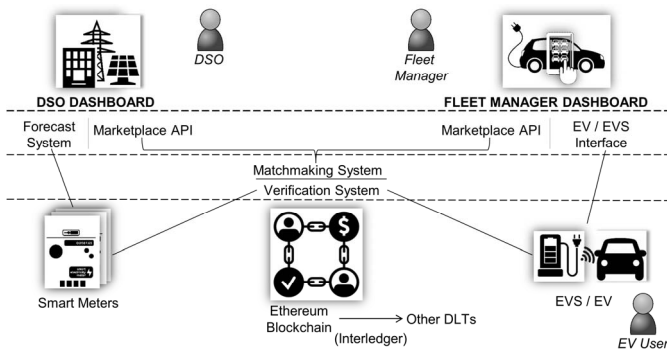 DSO
Fleet
Manager
DSO DASHBOARD
FLEET MANAGER DASHBOARD
Forecast
System
Marketplace API
Marketplace API
EV / EVS
Interface
Matchmaking System
Verification System
Smart Meters
Ethereum
Blockchain
(Interledger)
Other DLTs
EVS / EV
EV User